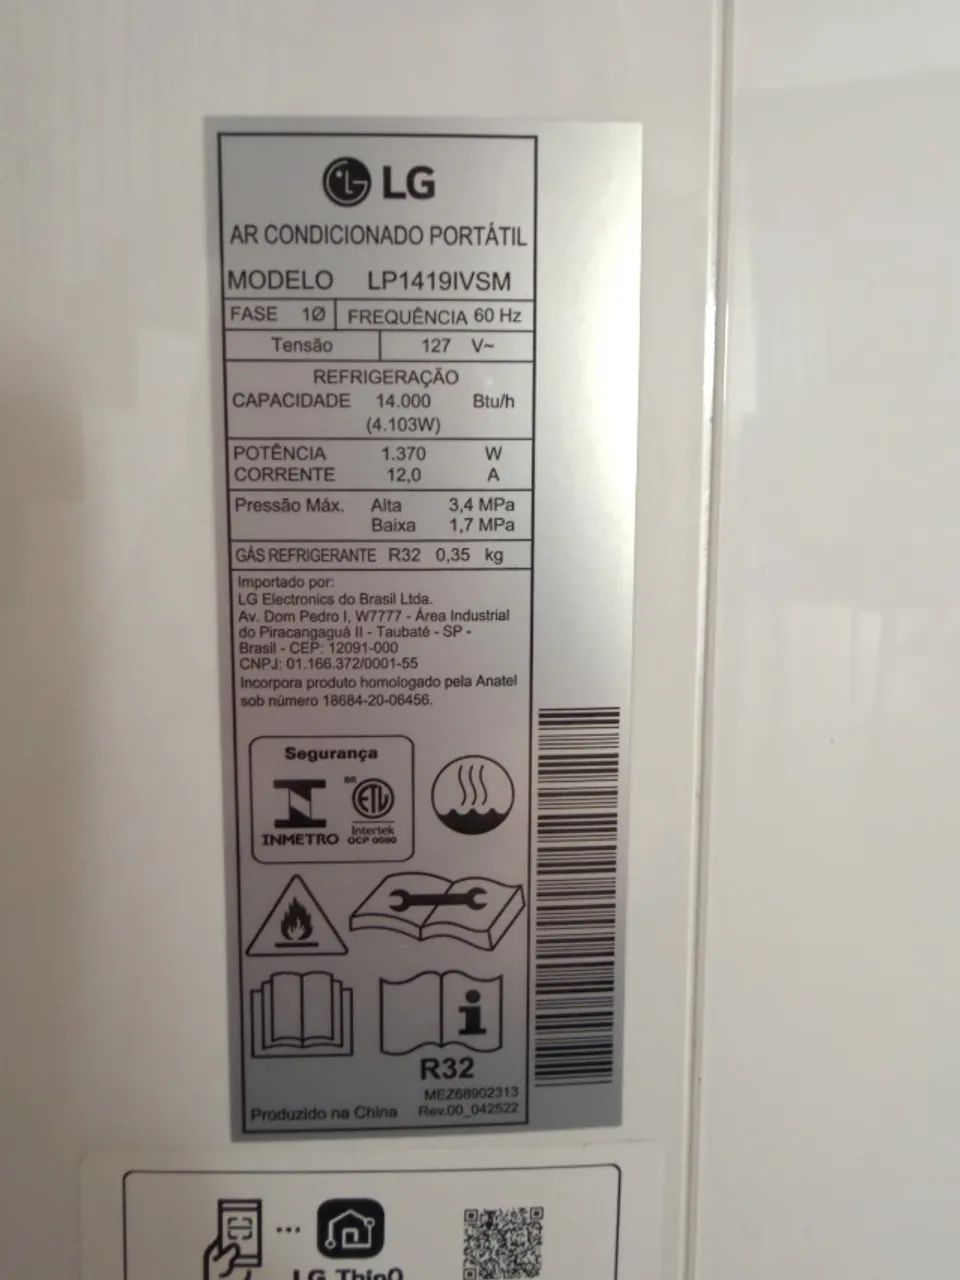 LG
AR CONDICIONADO PORTÁTIL
MODELO LP1419IVSM
FASE 1Ø FREQUÊNCIA 60 Hz
Tensão 127 V~
REFRIGERAÇÃO
CAPACIDADE 14.000 Btu/h
(4.103W)
POTÊNCIA 1.370 W
CORRENTE 12,0 A
Pressão Máx. Alta 3,4 MPa
Baixa 1,7 MPa
GÁS REFRIGERANTE R32 0,35 kg
Importado por:
LG Electronics do Brasil Ltda.
Av. Dom Pedro I, W7777 - Área Industrial
do Piracangaguá II - Taubaté - SP -
Brasil - CEP: 12091-000
CNPJ: 01.166.372/0001-55
Incorpora produto homologado pela Anatel
sob número 18684-20-06456.
Segurança
BR
ETL
INMETRO
Intertek
OCP 0090
R32
MEZ68902313
Produzido na China Rev.00_042522
LG ThinQ